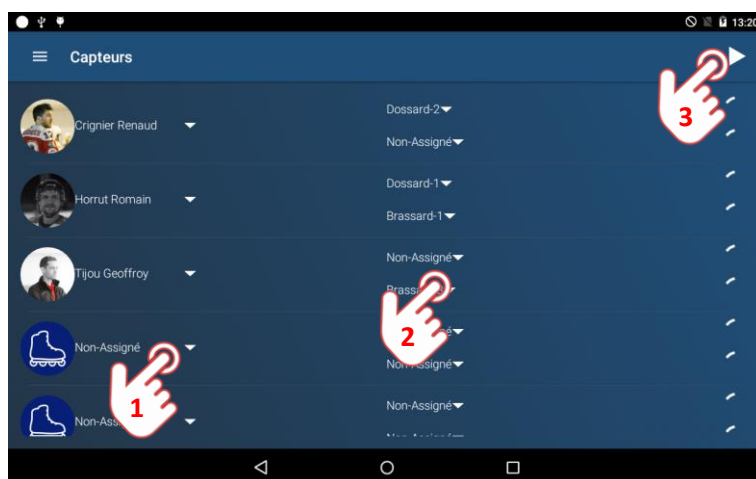 13:20
Capteurs
3
Crignier Renaud
Dossard-2
Non-Assigné
Horrut Romain
Dossard-1
Brassard-1
Tijou Geoffroy
Non-Assigné
2
Non-Assigné
Non-Assigné
1
Non-Assigné